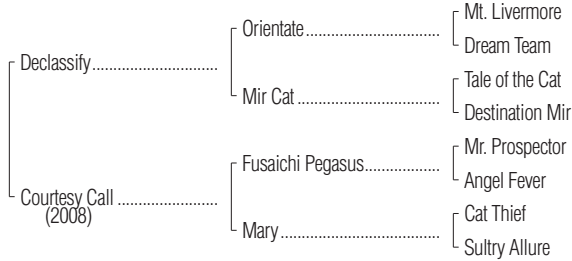 Mt. Livermore
Orientate
Dream Team
Declassify
Tale of the Cat
Mir Cat
Destination Mir
Mr. Prospector
Fusaichi Pegasus
Angel Fever
Courtesy Call
(2008)
Cat Thief
Mary
Sultry Allure